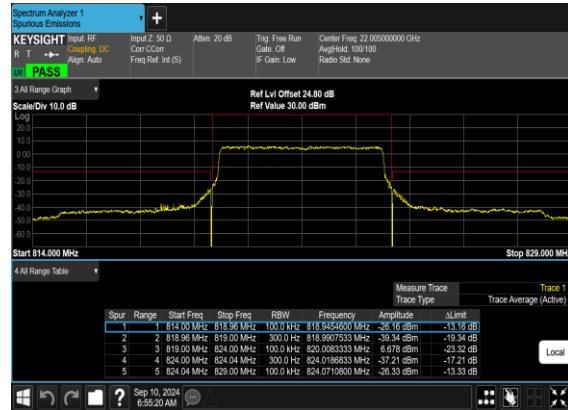 Spectrum Analyzer 1
Spurious Emissions
+
KEYSIGHT Input: RF Input Z: 50 Ω Atten: 20 dB Trig: Free Run Center Freq: 22.005000000 GHz
R T Coupling: DC Corr CCorr Gate: Off Avg|Hold: 100/100
Align: Auto Freq Ref: Int (S) IF Gain: Low Radio Std: None
LW PASS
3 All Range Graph
Ref Lvl Offset 24.80 dB
Scale/Div 10.0 dB Ref Value 30.00 dBm
Log
20.0
10.0
0.00
-10.0
-20.0
-30.0
-40.0
-50.0
-60.0
Start 814.000 MHz Stop 829.000 MHz
4 All Range Table
Measure Trace Trace 1
Trace Type Trace Average (Active)
Spur Range Start Freq Stop Freq RBW Frequency Amplitude ΔLimit
1 1 814.00 MHz 818.96 MHz 100.0 kHz 818.9454600 MHz -26.16 dBm -13.16 dB
2 2 818.96 MHz 819.00 MHz 300.0 Hz 818.9907533 MHz -39.34 dBm -19.34 dB
3 3 819.00 MHz 824.00 MHz 100.0 kHz 820.0083333 MHz 6.678 dBm -23.32 dB
4 4 824.00 MHz 824.04 MHz 300.0 Hz 824.0186833 MHz -37.21 dBm -17.21 dB
5 5 824.04 MHz 829.00 MHz 100.0 kHz 824.0710800 MHz -26.33 dBm -13.33 dB
Local
? Sep 10, 2024
6:55:20 AM